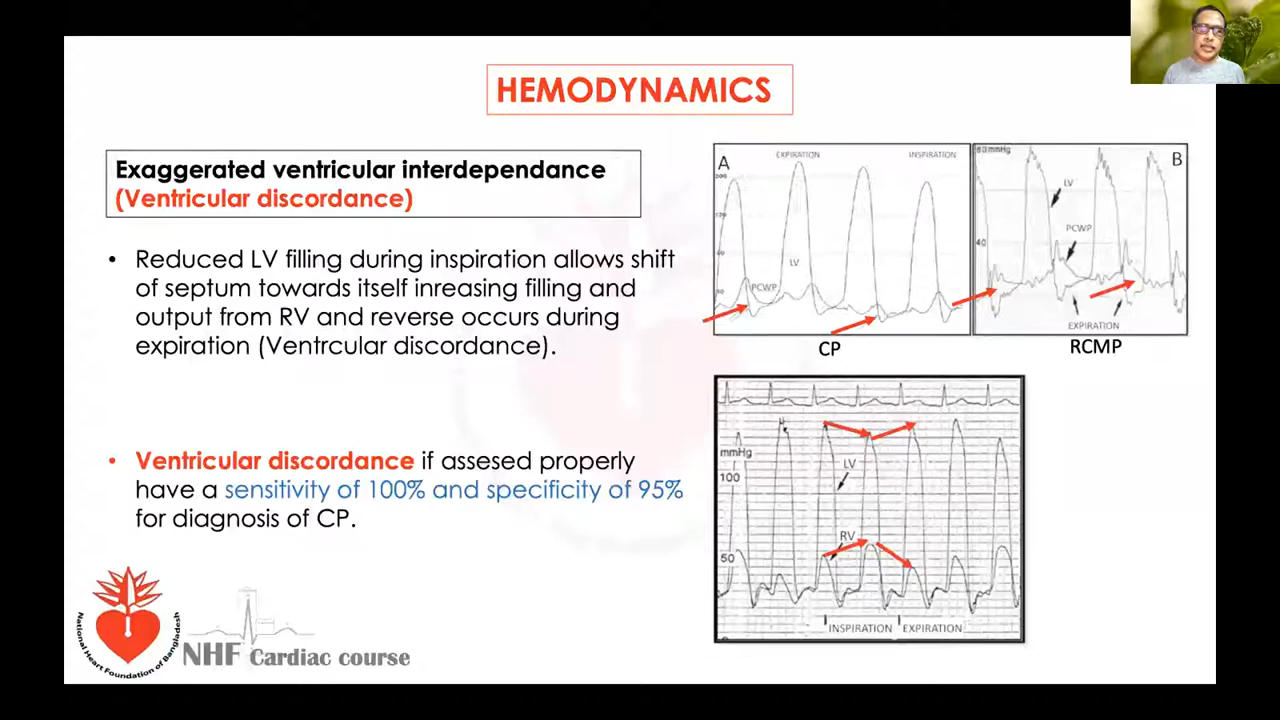 HEMODYNAMICS
Exaggerated ventricular interdependance
(Ventricular discordance)
• Reduced LV filling during inspiration allows shift
of septum towards itself inreasing filling and
output from RV and reverse occurs during
expiration (Ventrcular discordance).
• Ventricular discordance if assesed properly
have a sensitivity of 100% and specificity of 95%
for diagnosis of CP.
A
EXPIRATION
INSPIRATION
LV
PCWP
CP
mmHg
B
LV
PCWP
40
EXPIRATION
RCMP
mmHg
100
LV
RV
50
INSPIRATION
EXPIRATION
National Heart Foundation of Bangladesh
NHF Cardiac course